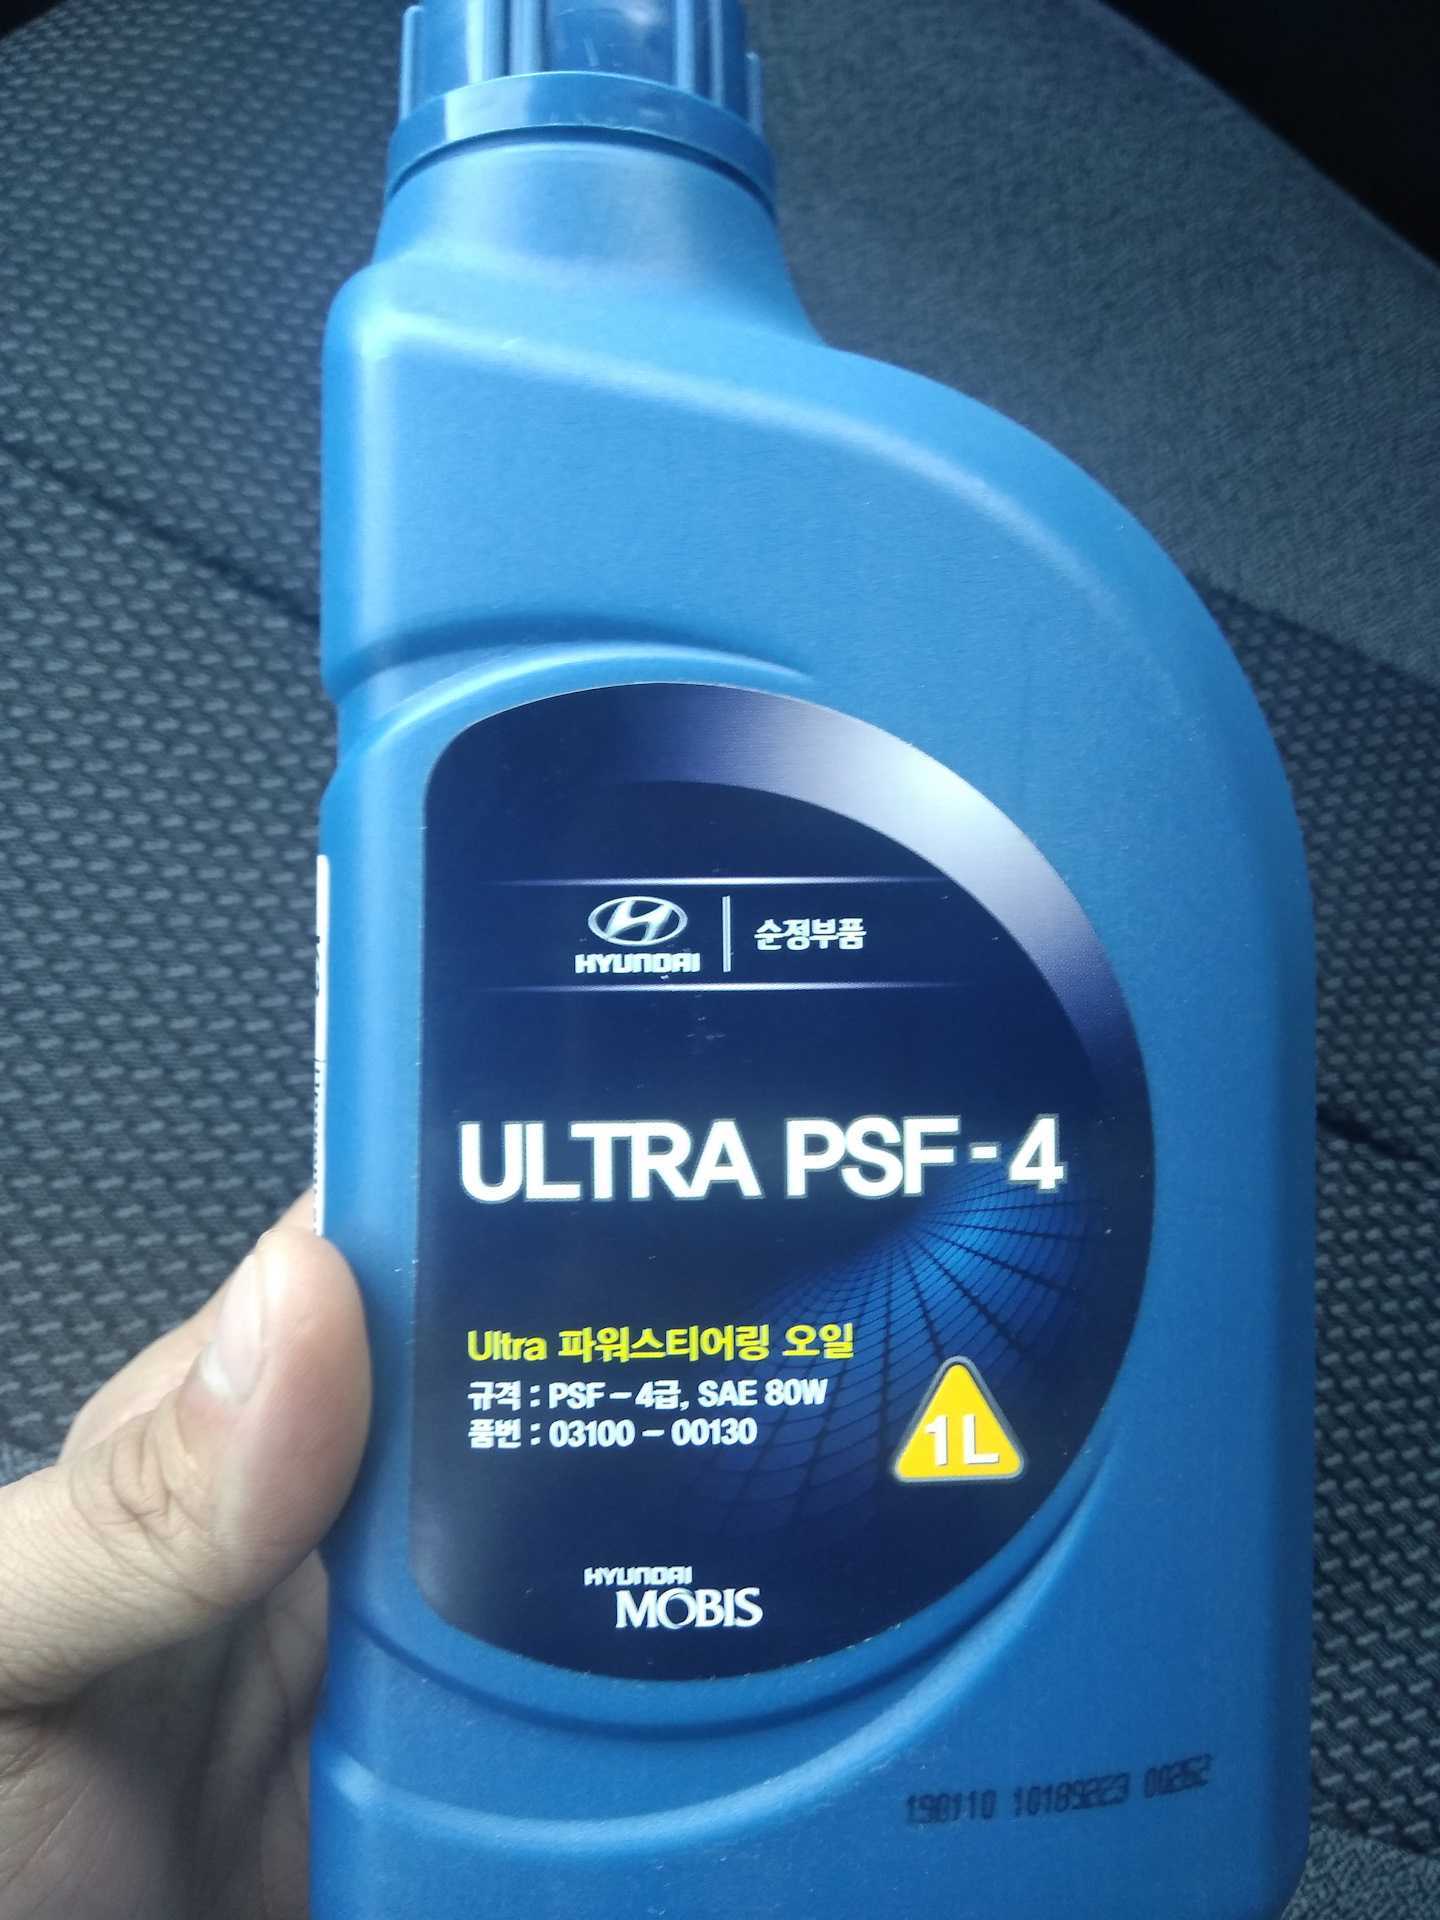 HYUNDAI 순정부품
ULTRA PSF-4
Ultra 파워스티어링 오일
규격 : PSF-4급, SAE 80W
품번 : 03100-00130
1L
HYUNDAI
MOBIS
190110 00262